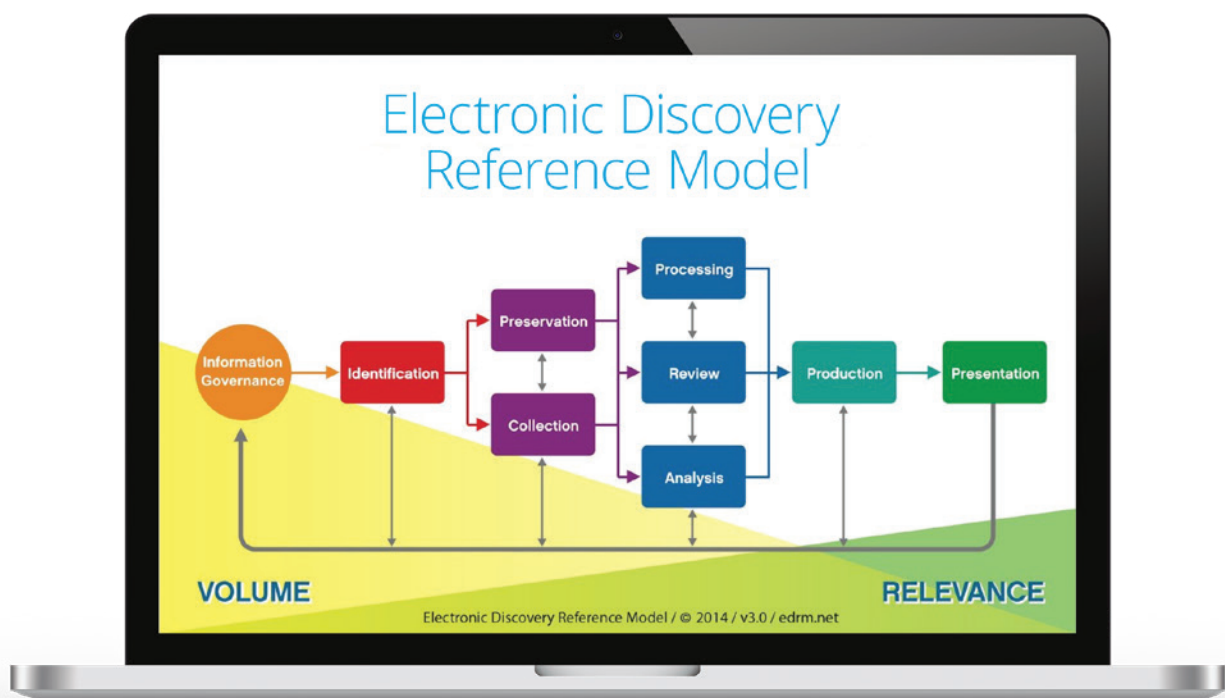 Electronic Discovery
Reference Model
Processing
Preservation
Information
Governance
Identification
Review
Production
Presentation
Collection
Analysis
VOLUME
RELEVANCE
Electronic Discovery Reference Model / © 2014 / v3.0 / edrm.net